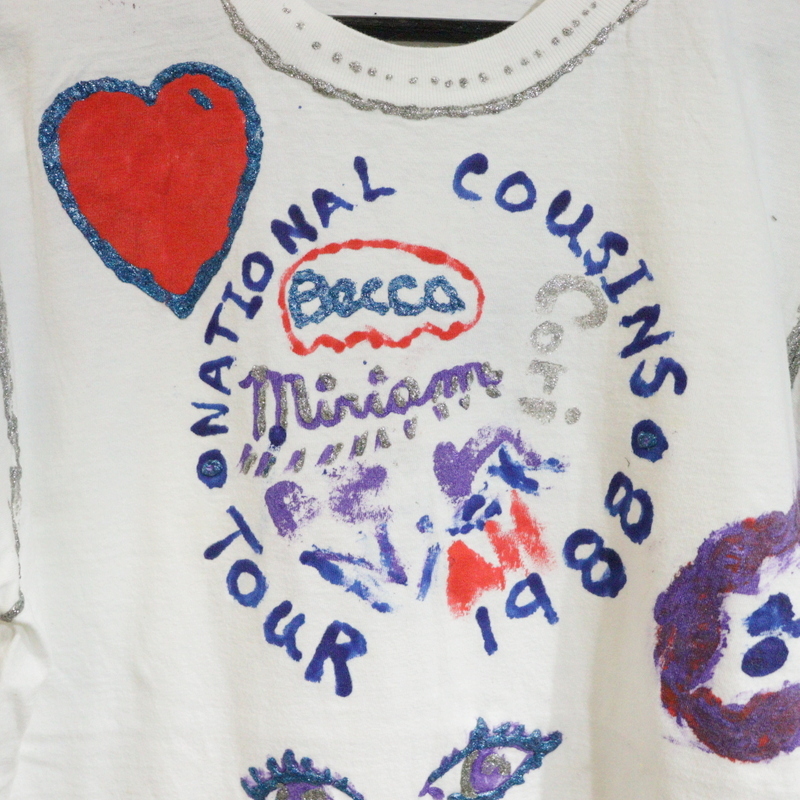 NATIONAL COUSINS
Becca
Cori
Miriam
TOUR 1988